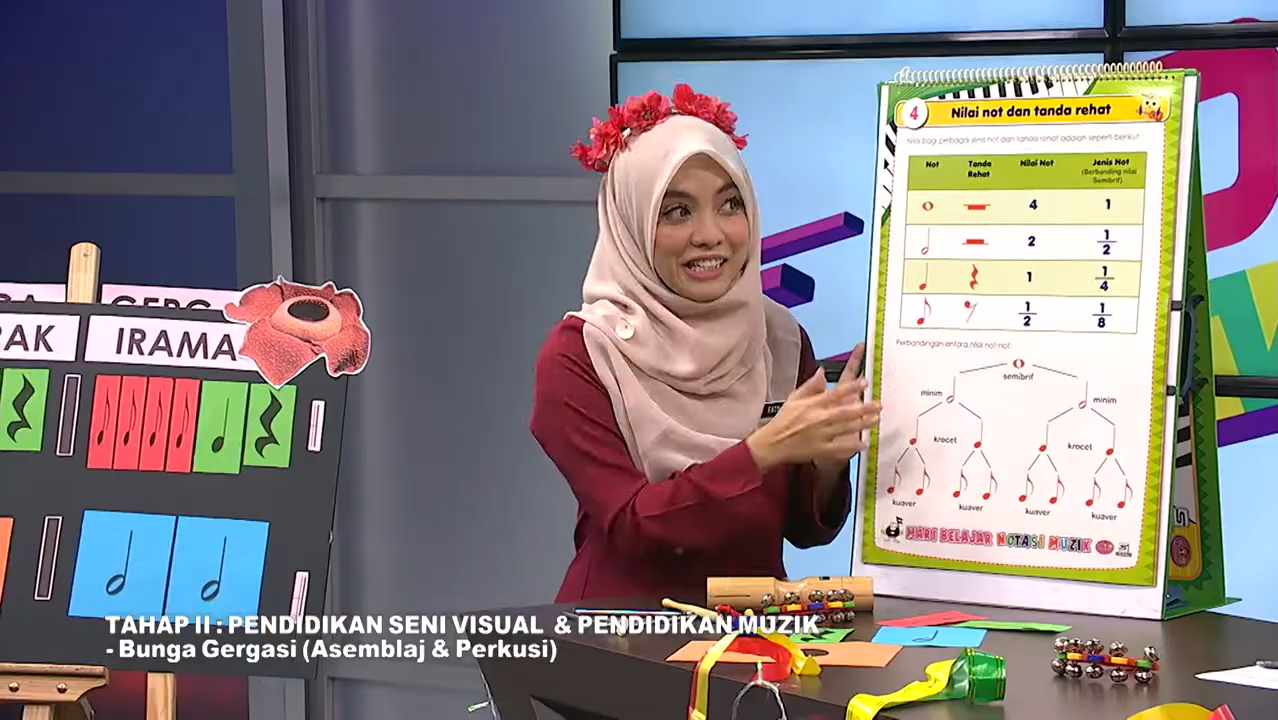 4
Nilai not dan tanda rehat
Nilai bagi pelbagai jenis not dan tanda rehat adalah seperti berikut:
Not Tanda Rehat Nilai Not Jenis Not (Berbanding nilai Semibrif)
4 1
2 1/2
1 1/4
1/2 1/8
Perbandingan antara nilai not-not:
semibrif
minim minim
krocet krocet
kuaver kuaver kuaver kuaver
MARI BELAJAR NOTASI MUZIK
RAK IRAMA
TAHAP II : PENDIDIKAN SENI VISUAL & PENDIDIKAN MUZIK
- Bunga Gergasi (Asemblaj & Perkusi)